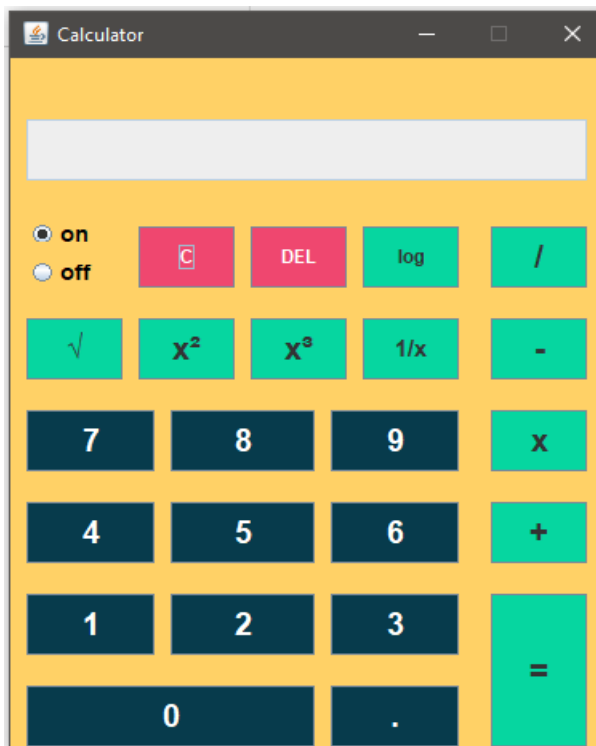 Calculator
on C DEL log /
off
√ x² x³ 1/x -
7 8 9 x
4 5 6 +
1 2 3 =
0 .